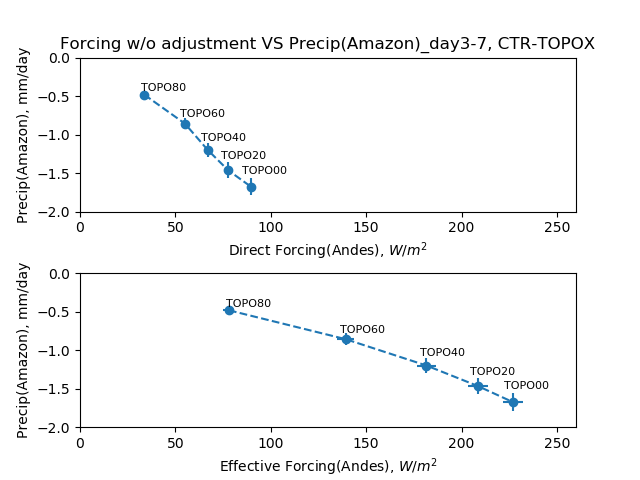 Forcing w/o adjustment VS Precip(Amazon)_day3-7, CTR-TOPOX
Precip(Amazon), mm/day
0.0
−0.5
−1.0
−1.5
−2.0
TOPO80
TOPO60
TOPO40
TOPO20
TOPO00
0 50 100 150 200 250
Direct Forcing(Andes), W/m²
Precip(Amazon), mm/day
0.0
−0.5
−1.0
−1.5
−2.0
TOPO80
TOPO60
TOPO40
TOPO20
TOPO00
0 50 100 150 200 250
Effective Forcing(Andes), W/m²